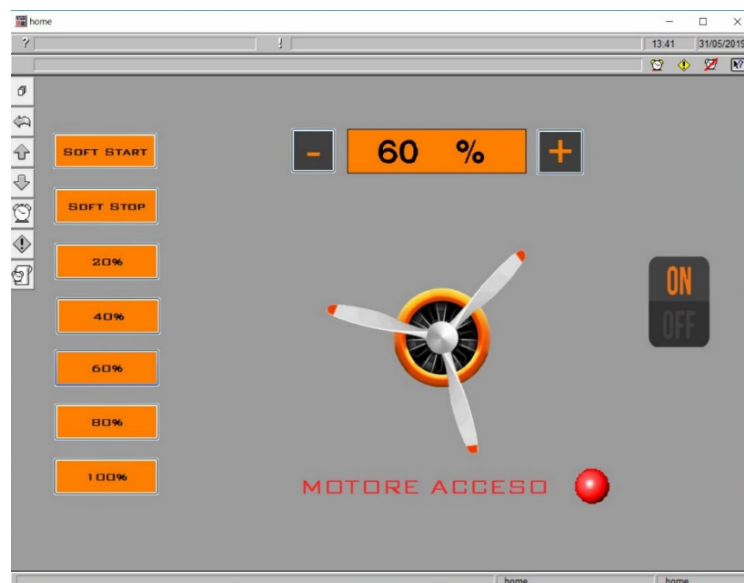 home
?
!
13:41 31/05/2019
SOFT START
SOFT STOP
20%
40%
60%
80%
100%
- 60 % +
ON
OFF
MOTORE ACCESO
home home